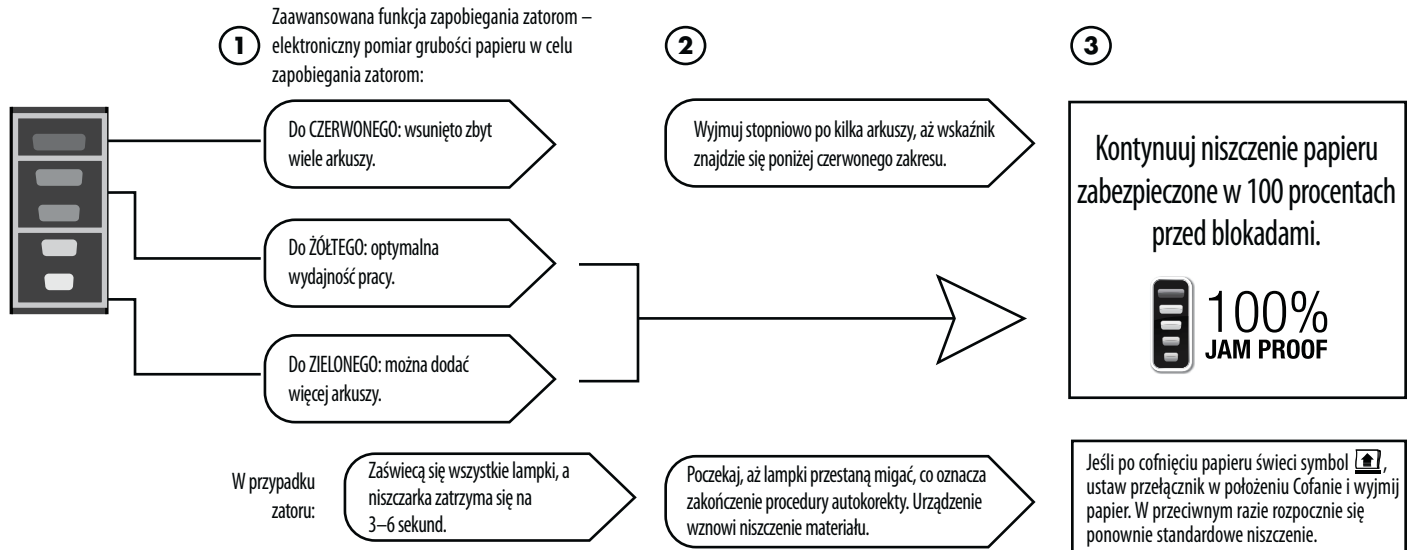 1
Zaawansowana funkcja zapobiegania zatorom –
elektroniczny pomiar grubości papieru w celu
zapobiegania zatorom:
Do CZERWONEGO: wsunięto zbyt
wiele arkuszy.
Do ŻÓŁTEGO: optymalna
wydajność pracy.
Do ZIELONEGO: można dodać
więcej arkuszy.
2
Wyjmuj stopniowo po kilka arkuszy, aż wskaźnik
znajdzie się poniżej czerwonego zakresu.
3
Kontynuuj niszczenie papieru
zabezpieczone w 100 procentach
przed blokadami.
100%
JAM PROOF
W przypadku
zatoru:
Zaświecą się wszystkie lampki, a
niszczarka zatrzyma się na
3–6 sekund.
Poczekaj, aż lampki przestaną migać, co oznacza
zakończenie procedury autokorekty. Urządzenie
wznowi niszczenie materiału.
Jeśli po cofnięciu papieru świeci symbol ,
ustaw przełącznik w położeniu Cofanie i wyjmij
papier. W przeciwnym razie rozpocznie się
ponownie standardowe niszczenie.